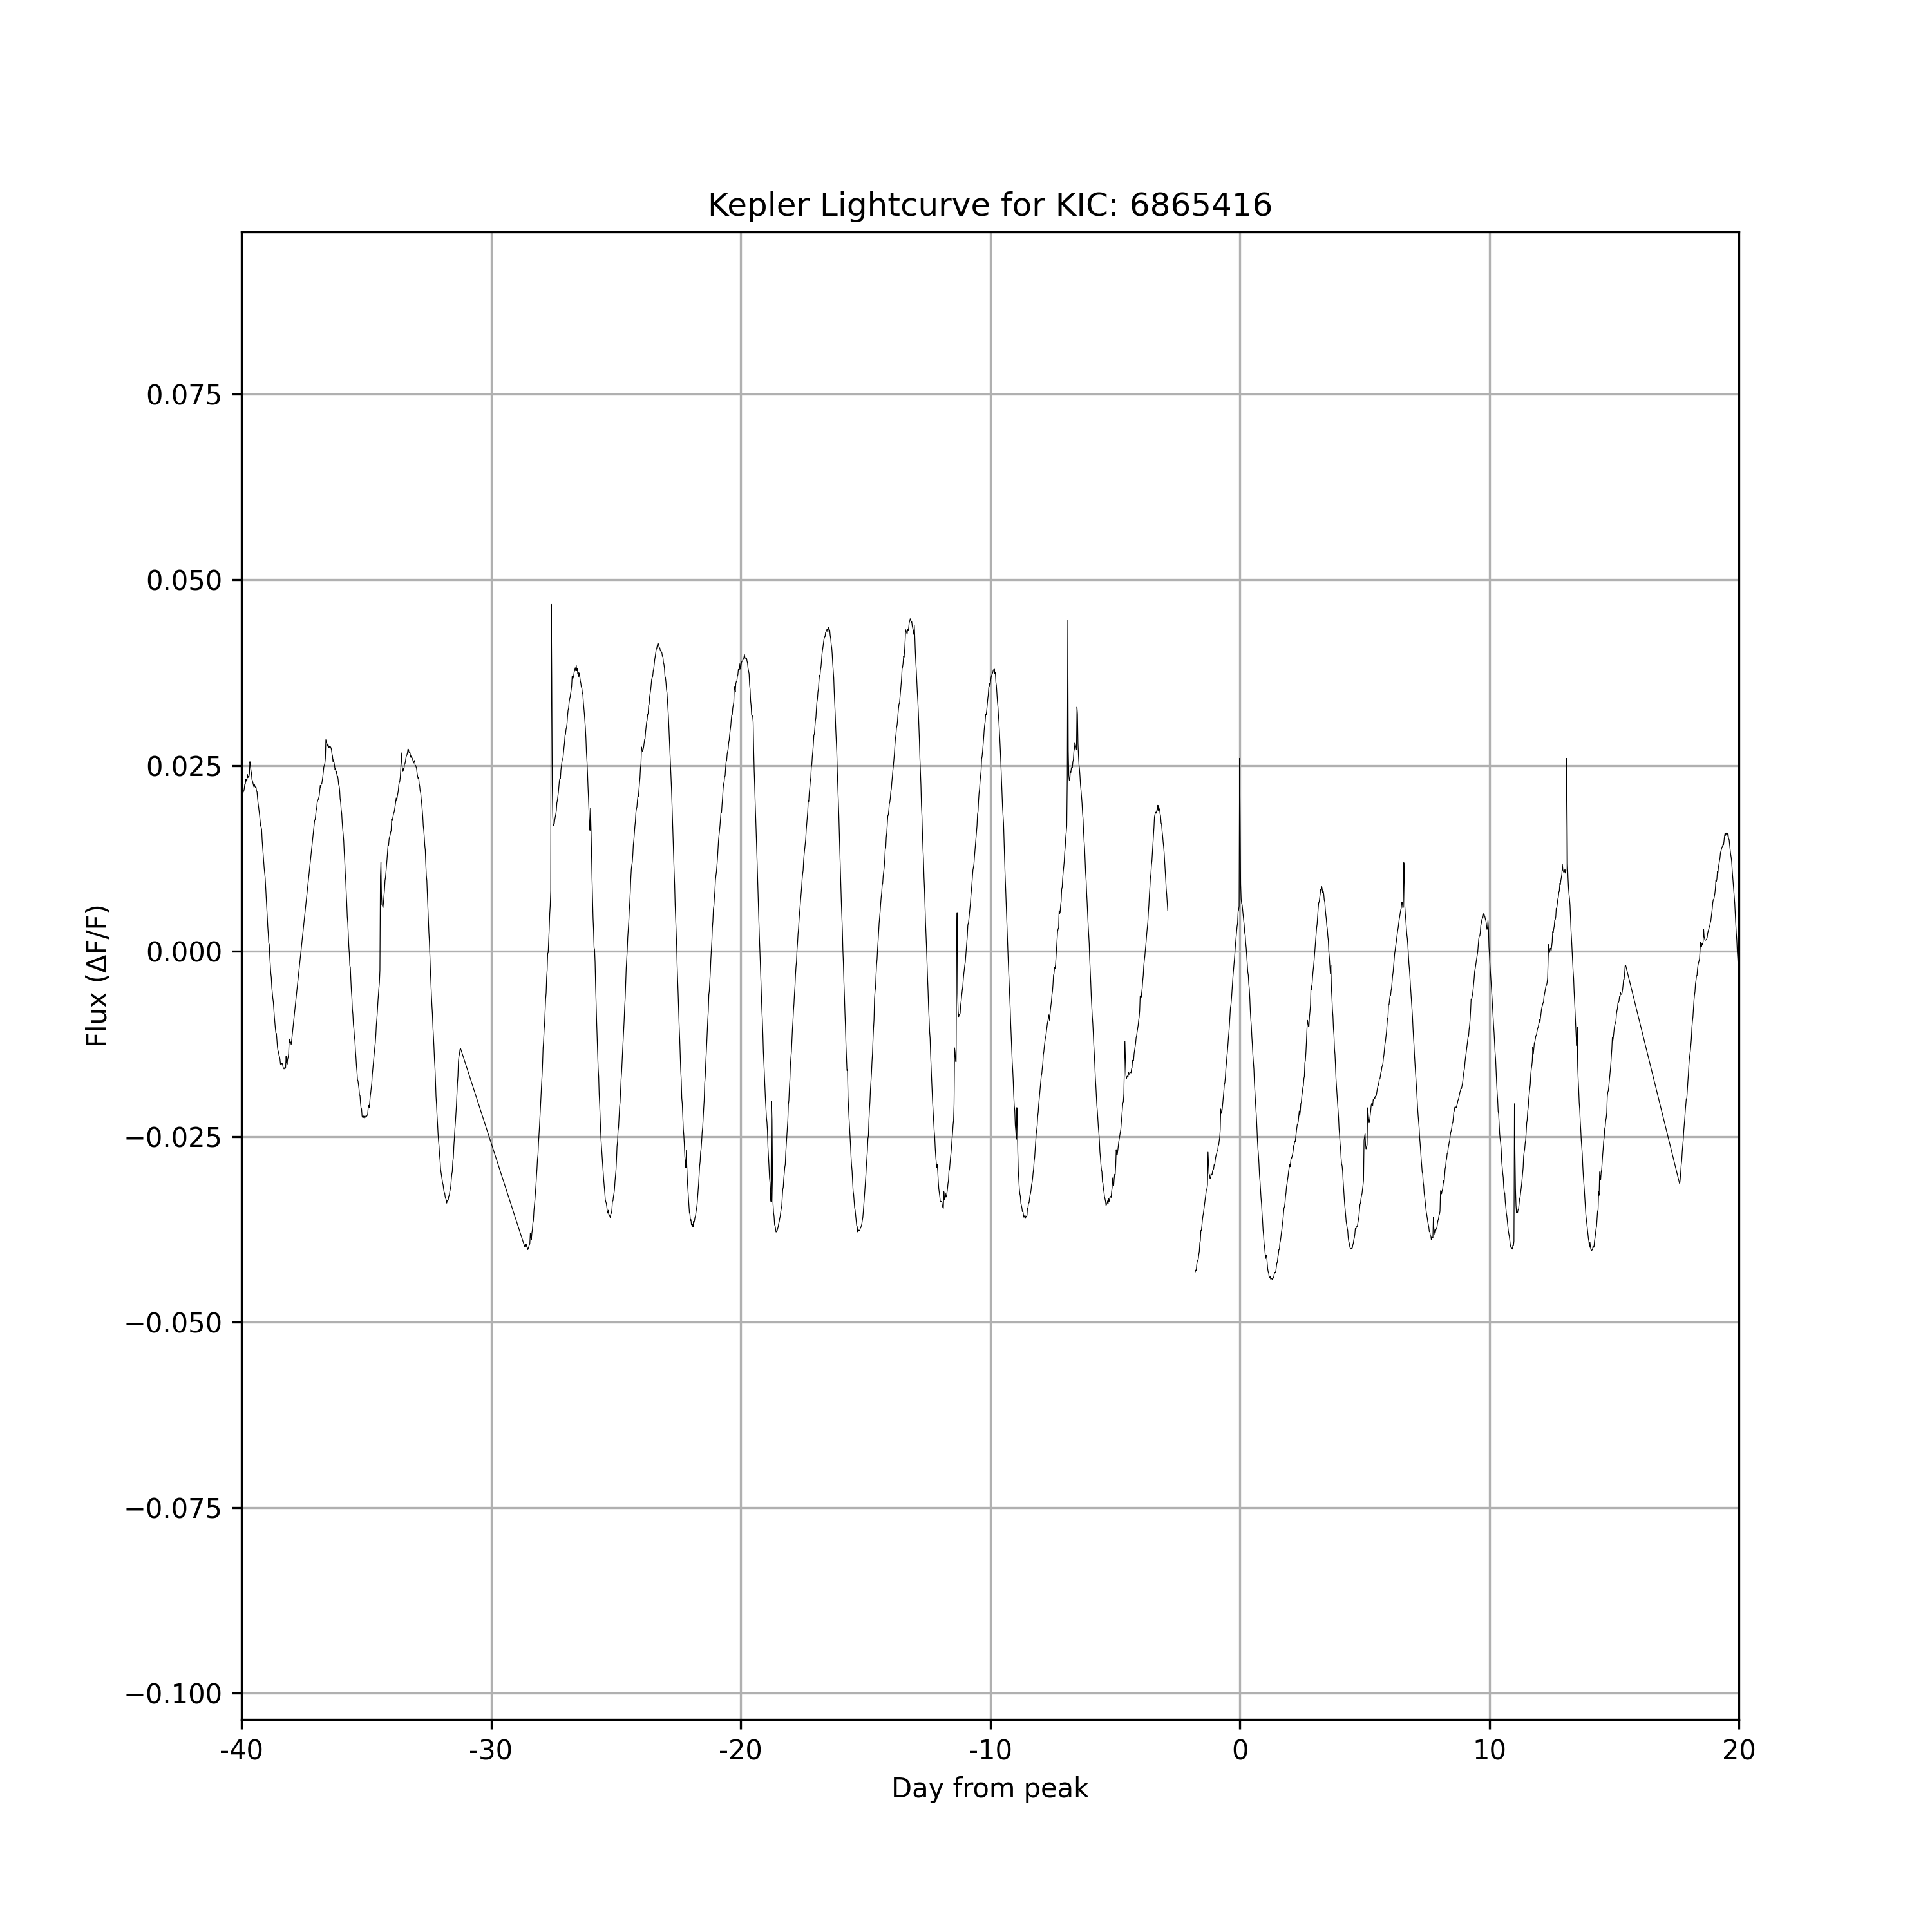 Kepler Lightcurve for KIC: 6865416
0.075
0.050
0.025
0.000
−0.025
−0.050
−0.075
−0.100
Flux (ΔF/F)
-40 -30 -20 -10 0 10 20
Day from peak